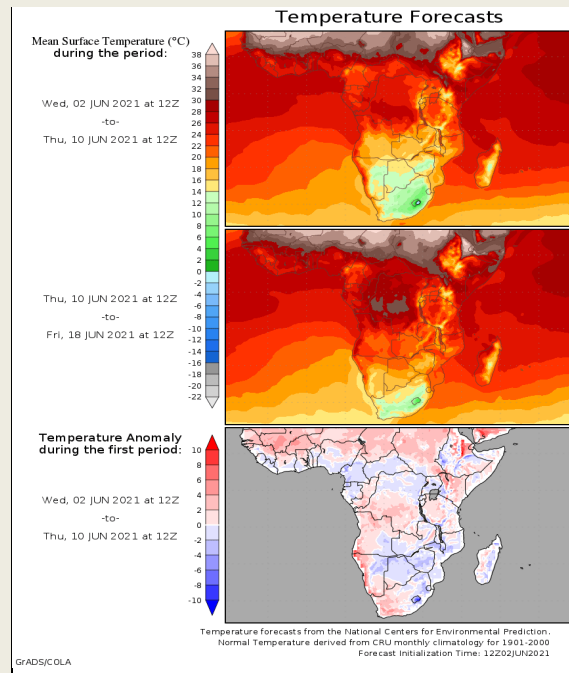 Temperature Forecasts
Mean Surface Temperature (°C)
during the period:
Wed, 02 JUN 2021 at 12Z
-to-
Thu, 10 JUN 2021 at 12Z
38
36
34
32
30
28
26
24
22
20
18
16
14
12
10
8
6
4
2
0
-2
-4
-6
-8
-10
-12
-14
-16
-18
-20
-22
Thu, 10 JUN 2021 at 12Z
-to-
Fri, 18 JUN 2021 at 12Z
Temperature Anomaly
during the first period:
Wed, 02 JUN 2021 at 12Z
-to-
Thu, 10 JUN 2021 at 12Z
10
8
6
4
2
0
-2
-4
-6
-8
-10
Temperature forecasts from the National Centers for Environmental Prediction.
Normal Temperature derived from CRU monthly climatology for 1901-2000
Forecast Initialization Time: 12Z02JUN2021
GrADS/COLA